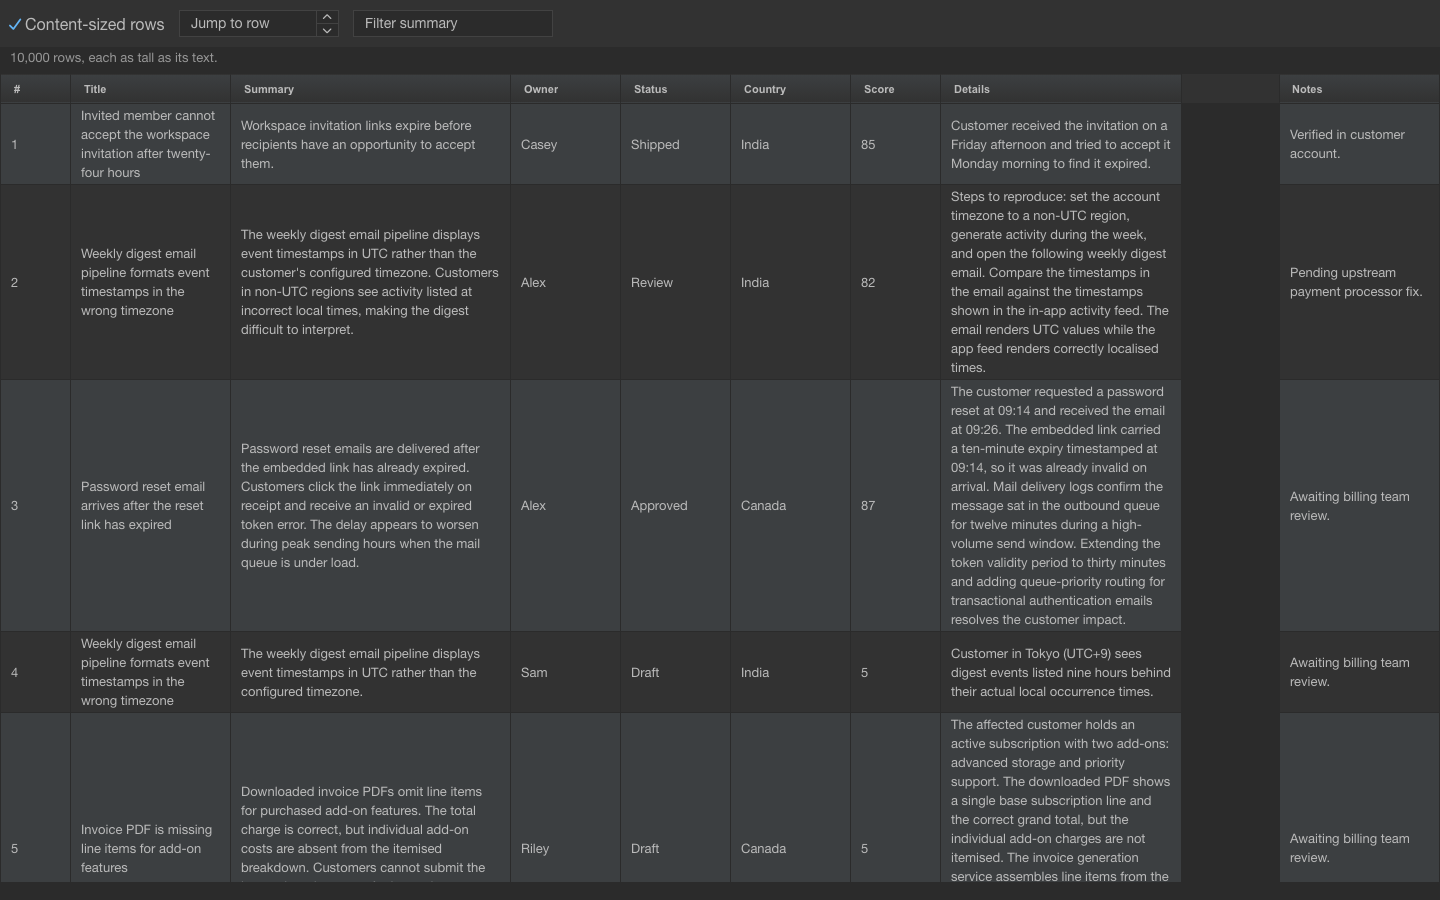 Content-sized rows
Jump to row
Filter summary
10,000 rows, each as tall as its text.
# Title Summary Owner Status Country Score Details Notes
1
Invited member cannot
accept the workspace
invitation after twenty-
four hours
Workspace invitation links expire before
recipients have an opportunity to accept
them.
Casey
Shipped
India
85
Customer received the invitation on a
Friday afternoon and tried to accept it
Monday morning to find it expired.
Verified in customer
account.
2
Weekly digest email
pipeline formats event
timestamps in the
wrong timezone
The weekly digest email pipeline displays
event timestamps in UTC rather than the
customer's configured timezone. Customers
in non-UTC regions see activity listed at
incorrect local times, making the digest
difficult to interpret.
Alex
Review
India
82
Steps to reproduce: set the account
timezone to a non-UTC region,
generate activity during the week,
and open the following weekly digest
email. Compare the timestamps in
the email against the timestamps
shown in the in-app activity feed. The
email renders UTC values while the
app feed renders correctly localised
times.
Pending upstream
payment processor fix.
3
Password reset email
arrives after the reset
link has expired
Password reset emails are delivered after
the embedded link has already expired.
Customers click the link immediately on
receipt and receive an invalid or expired
token error. The delay appears to worsen
during peak sending hours when the mail
queue is under load.
Alex
Approved
Canada
87
The customer requested a password
reset at 09:14 and received the email
at 09:26. The embedded link carried
a ten-minute expiry timestamped at
09:14, so it was already invalid on
arrival. Mail delivery logs confirm the
message sat in the outbound queue
for twelve minutes during a high-
volume send window. Extending the
token validity period to thirty minutes
and adding queue-priority routing for
transactional authentication emails
resolves the customer impact.
Awaiting billing team
review.
4
Weekly digest email
pipeline formats event
timestamps in the
wrong timezone
The weekly digest email pipeline displays
event timestamps in UTC rather than the
configured timezone.
Sam
Draft
India
5
Customer in Tokyo (UTC+9) sees
digest events listed nine hours behind
their actual local occurrence times.
Awaiting billing team
review.
5
Invoice PDF is missing
line items for add-on
features
Downloaded invoice PDFs omit line items
for purchased add-on features. The total
charge is correct, but individual add-on
costs are absent from the itemised
breakdown. Customers cannot submit the
Riley
Draft
Canada
5
The affected customer holds an
active subscription with two add-ons:
advanced storage and priority
support. The downloaded PDF shows
a single base subscription line and
the correct grand total, but the
individual add-on charges are not
itemised. The invoice generation
service assembles line items from the
Awaiting billing team
review.